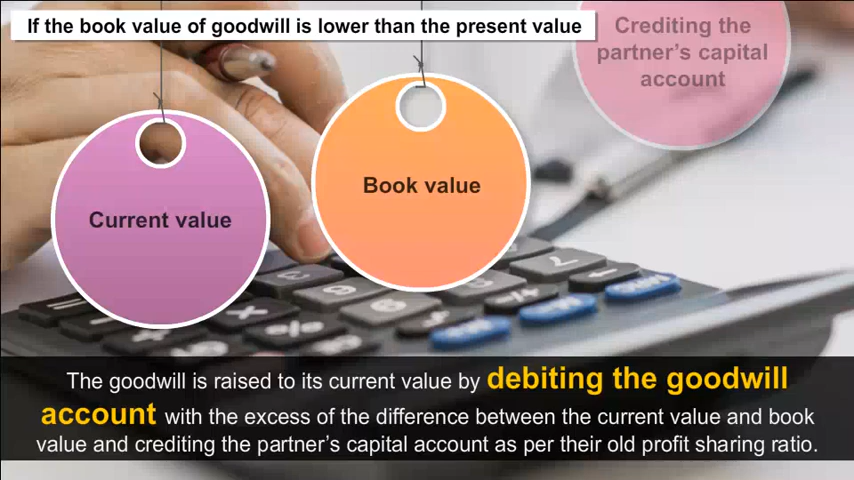 If the book value of goodwill is lower than the present value
Crediting the
partner's capital
account
Book value
Current value
The goodwill is raised to its current value by debiting the goodwill
account with the excess of the difference between the current value and book
value and crediting the partner's capital account as per their old profit sharing ratio.